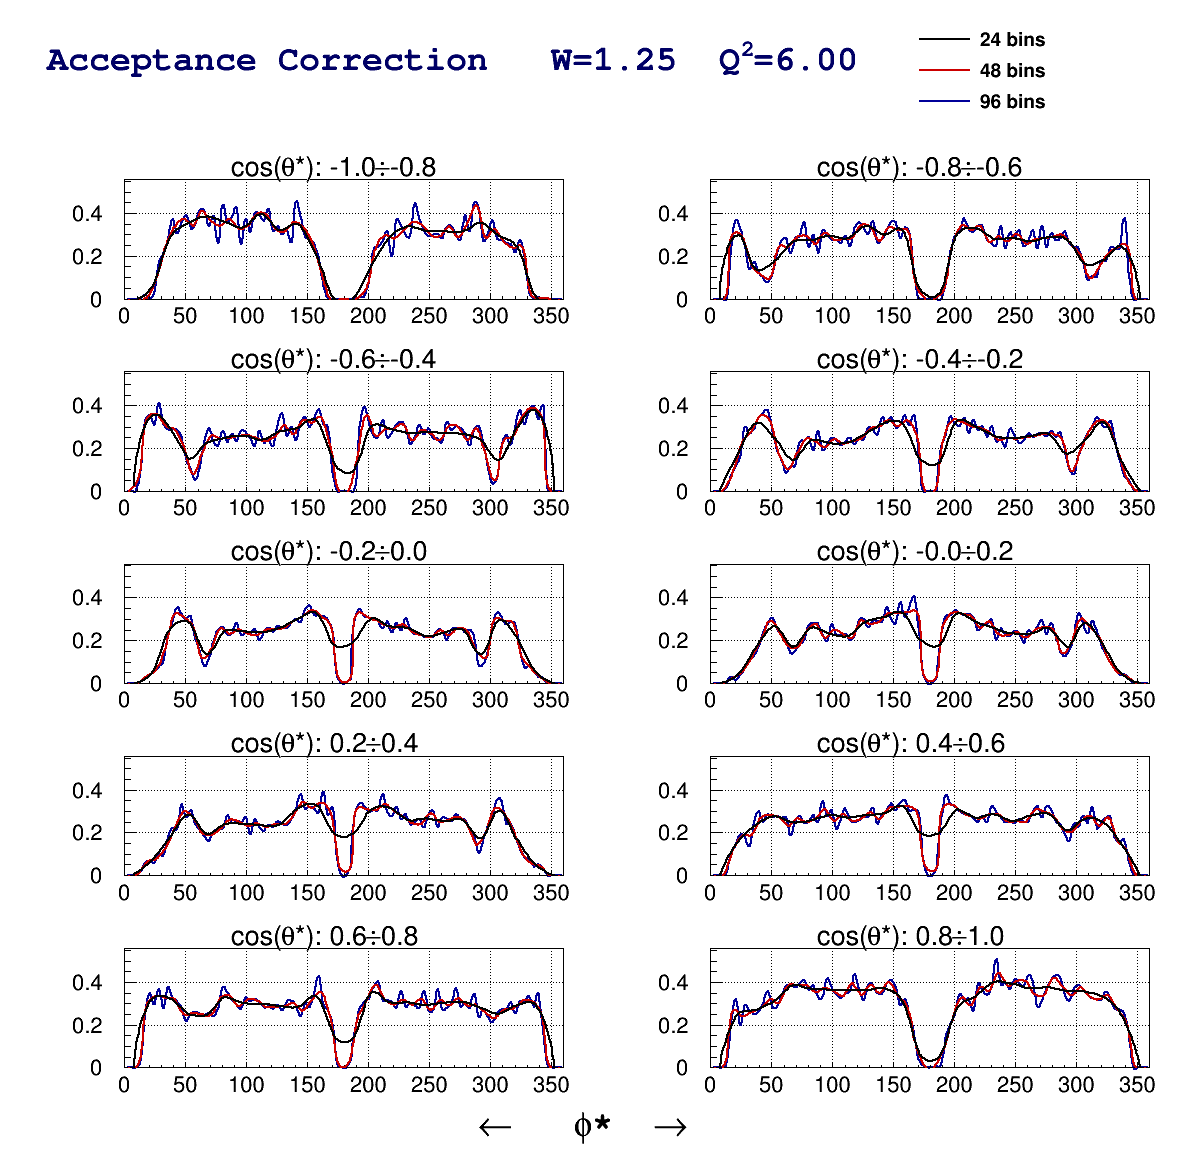 Acceptance Correction W=1.25 Q²=6.00
24 bins
48 bins
96 bins
cos(θ*): -1.0÷-0.8
0.4
0.2
0
0 50 100 150 200 250 300 350
cos(θ*): -0.8÷-0.6
0.4
0.2
0
0 50 100 150 200 250 300 350
cos(θ*): -0.6÷-0.4
0.4
0.2
0
0 50 100 150 200 250 300 350
cos(θ*): -0.4÷-0.2
0.4
0.2
0
0 50 100 150 200 250 300 350
cos(θ*): -0.2÷0.0
0.4
0.2
0
0 50 100 150 200 250 300 350
cos(θ*): -0.0÷0.2
0.4
0.2
0
0 50 100 150 200 250 300 350
cos(θ*): 0.2÷0.4
0.4
0.2
0
0 50 100 150 200 250 300 350
cos(θ*): 0.4÷0.6
0.4
0.2
0
0 50 100 150 200 250 300 350
cos(θ*): 0.6÷0.8
0.4
0.2
0
0 50 100 150 200 250 300 350
cos(θ*): 0.8÷1.0
0.4
0.2
0
0 50 100 150 200 250 300 350
← ϕ* →